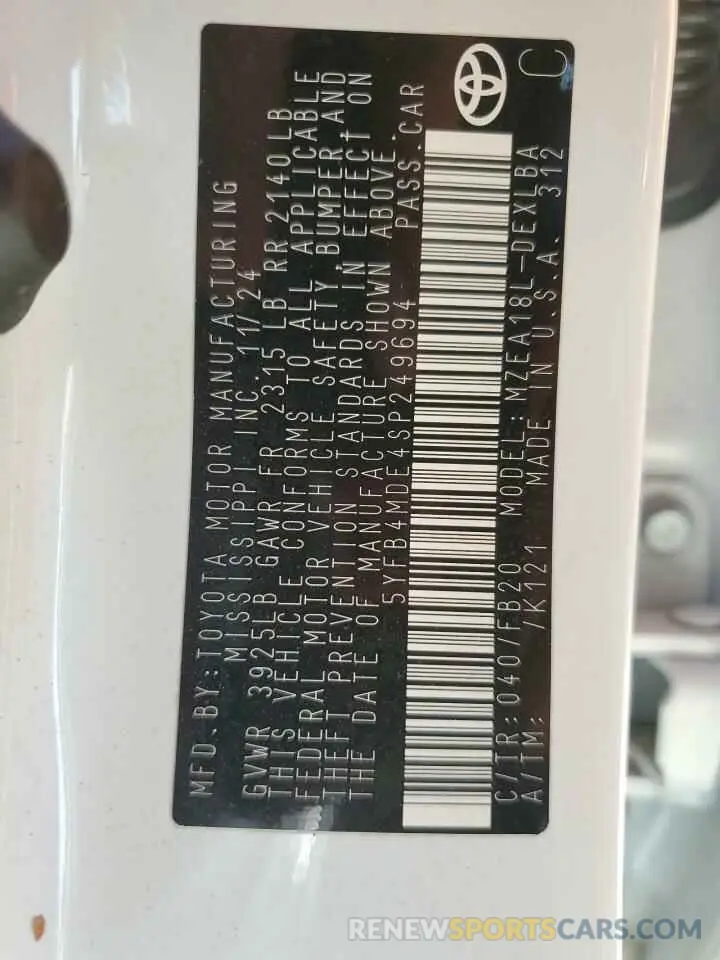 MFD.BY:TOYOTA MOTOR MANUFACTURING
MISSISSIPPI INC. 11/24
GVWR 3925LB GAWR FR 2315 LB RR 2140LB
THIS VEHICLE CONFORMS TO ALL APPLICABLE
FEDERAL MOTOR VEHICLE SAFETY, BUMPER, AND
THEFT PREVENTION STANDARDS IN EFFECT ON
THE DATE OF MANUFACTURE SHOWN ABOVE.
5YFB4MDE4SP249694 PASS.CAR
C/TR:040/FB20 MODEL:MZEA18L-DEXLBA
A/TM: /K121 MADE IN U.S.A. 312
C
RENEWSPORTSCARS.COM